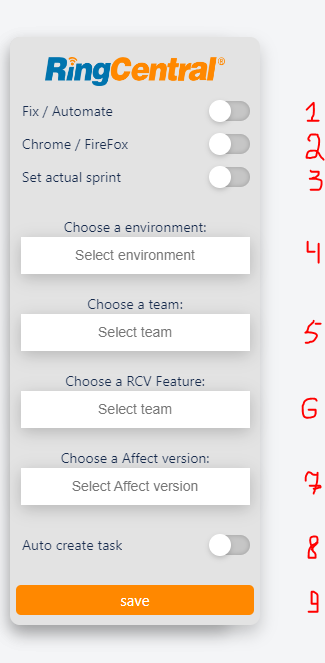 RingCentral®
Fix / Automate 1
Chrome / FireFox 2
Set actual sprint 3
Choose a environment:
Select environment 4
Choose a team:
Select team 5
Choose a RCV Feature:
Select team 6
Choose a Affect version:
Select Affect version 7
Auto create task 8
save 9